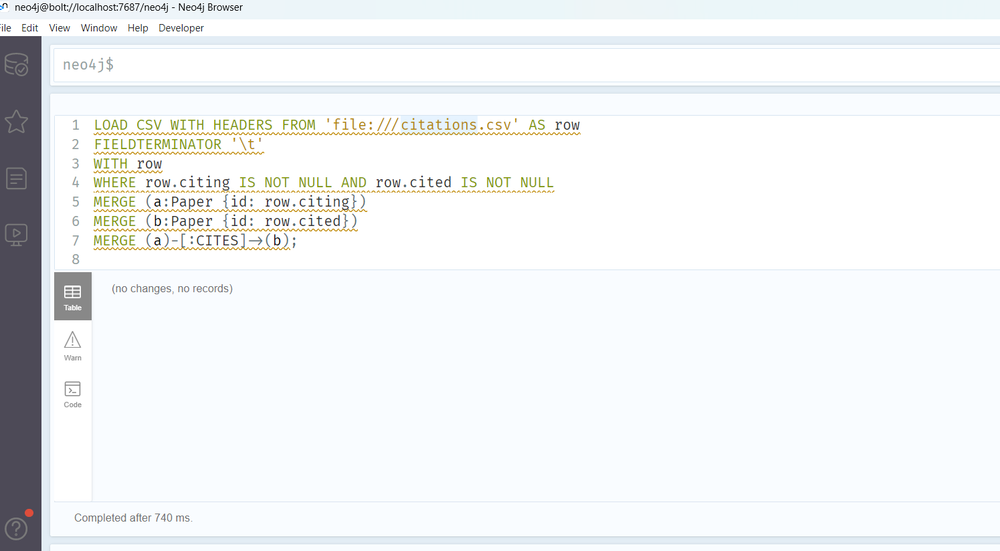 neo4j@bolt://localhost:7687/neo4j - Neo4j Browser
File Edit View Window Help Developer
neo4j$
1 LOAD CSV WITH HEADERS FROM 'file:///citations.csv' AS row
2 FIELDTERMINATOR '\t'
3 WITH row
4 WHERE row.citing IS NOT NULL AND row.cited IS NOT NULL
5 MERGE (a:Paper {id: row.citing})
6 MERGE (b:Paper {id: row.cited})
7 MERGE (a)-[:CITES]->(b);
8
Table
(no changes, no records)
Warn
Code
Completed after 740 ms.